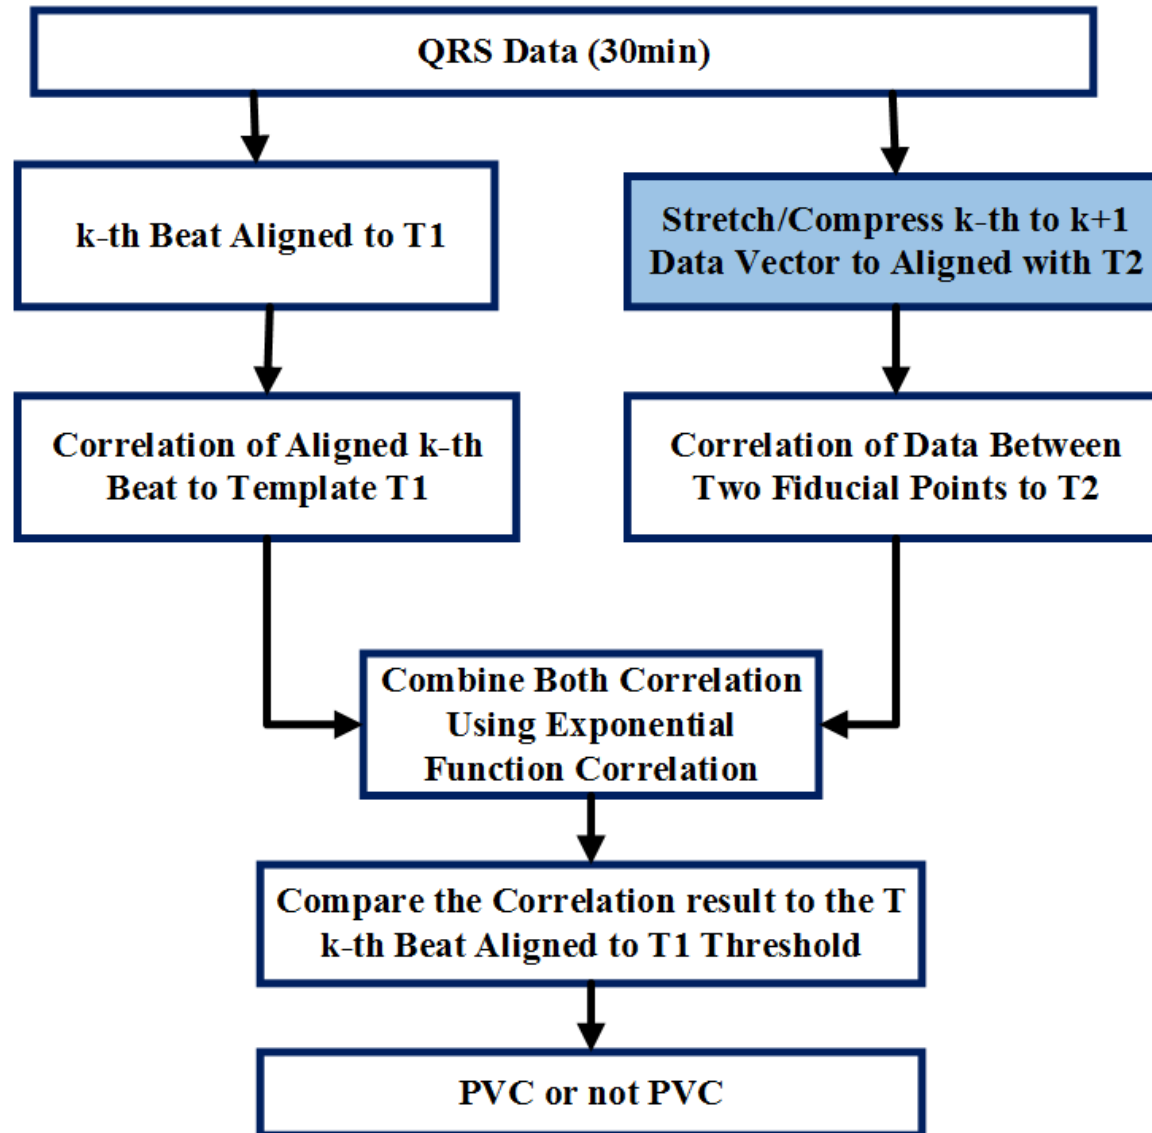 QRS Data (30min)
k-th Beat Aligned to T1
Stretch/Compress k-th to k+1
Data Vector to Aligned with T2
Correlation of Aligned k-th
Beat to Template T1
Correlation of Data Between
Two Fiducial Points to T2
Combine Both Correlation
Using Exponential
Function Correlation
Compare the Correlation result to the T
k-th Beat Aligned to T1 Threshold
PVC or not PVC